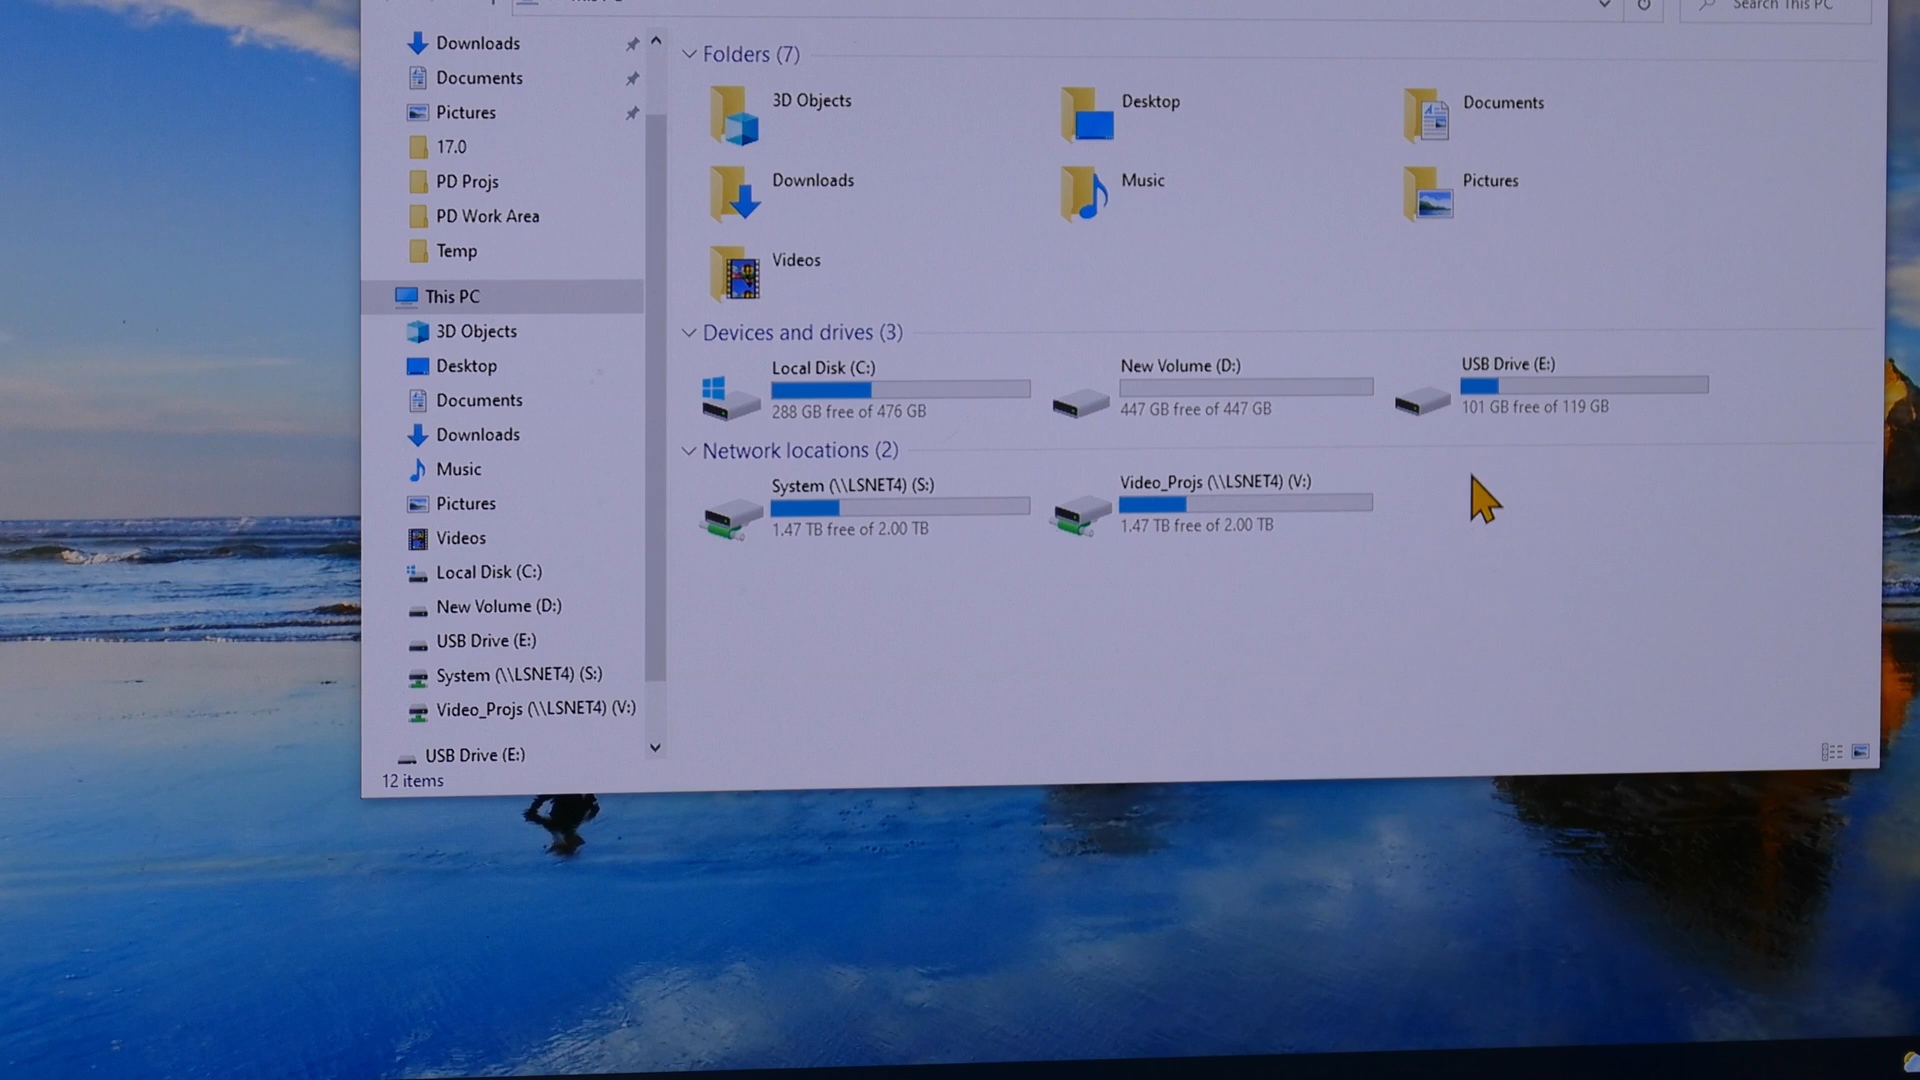 This PC
Search This PC
Downloads
Documents
Pictures
17.0
PD Projs
PD Work Area
Temp
This PC
3D Objects
Desktop
Documents
Downloads
Music
Pictures
Videos
Local Disk (C:)
New Volume (D:)
USB Drive (E:)
System (\\LSNET4) (S:)
Video_Projs (\\LSNET4) (V:)
USB Drive (E:)
12 items
Folders (7)
3D Objects
Desktop
Documents
Downloads
Music
Pictures
Videos
Devices and drives (3)
Local Disk (C:)
288 GB free of 476 GB
New Volume (D:)
447 GB free of 447 GB
USB Drive (E:)
101 GB free of 119 GB
Network locations (2)
System (\\LSNET4) (S:)
1.47 TB free of 2.00 TB
Video_Projs (\\LSNET4) (V:)
1.47 TB free of 2.00 TB